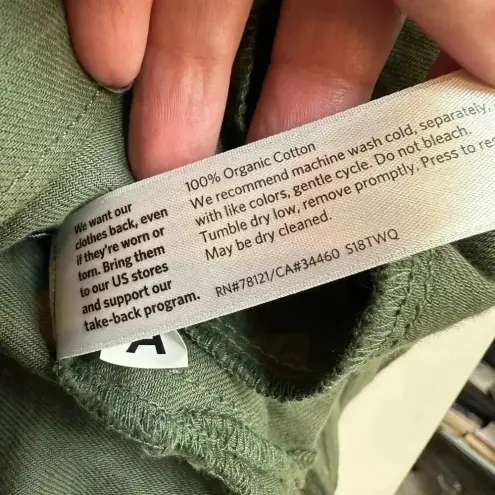 We want our
clothes back, even
if they're worn or
torn. Bring them
to our US stores
and support our
take-back program.
100% Organic Cotton
We recommend machine wash cold, separately,
with like colors, gentle cycle. Do not bleach.
Tumble dry low, remove promptly. Press to
May be dry cleaned.
RN#78121/CA#34460 S18TWQ
A